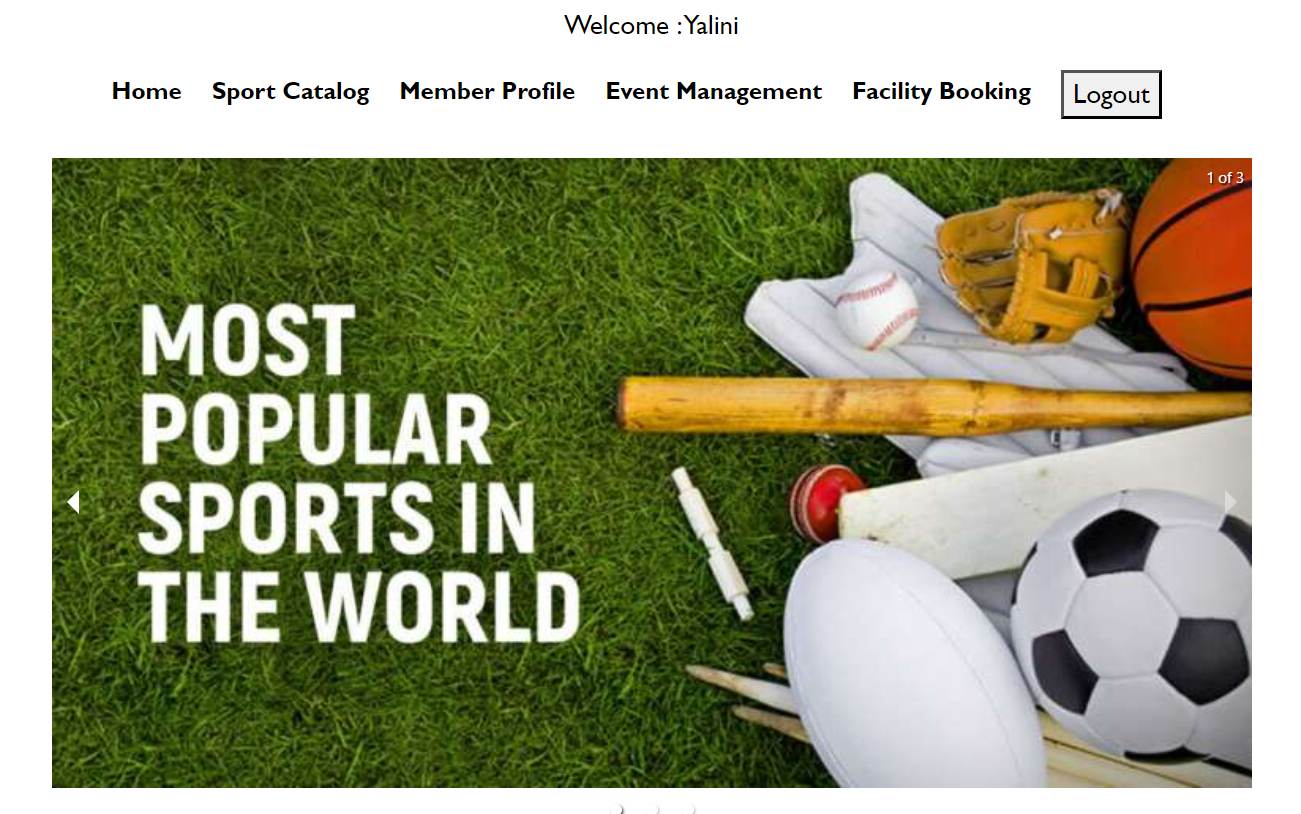 Welcome :Yalini
Home Sport Catalog Member Profile Event Management Facility Booking Logout
1 of 3
MOST
POPULAR
SPORTS IN
THE WORLD